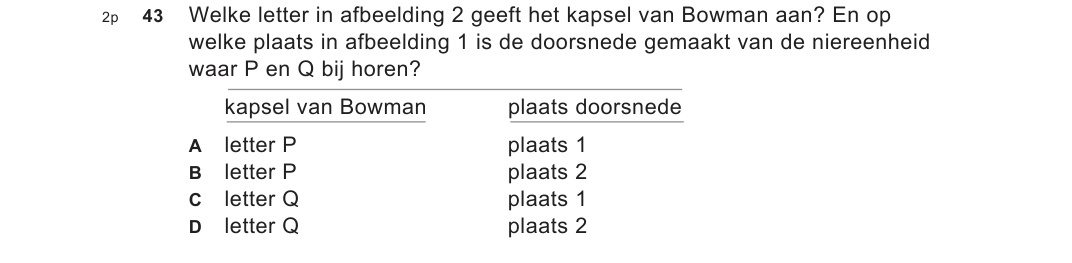 2p 43 Welke letter in afbeelding 2 geeft het kapsel van Bowman aan? En op
welke plaats in afbeelding 1 is de doorsnede gemaakt van de niereenheid
waar P en Q bij horen?
kapsel van Bowman plaats doorsnede
A letter P plaats 1
B letter P plaats 2
C letter Q plaats 1
D letter Q plaats 2